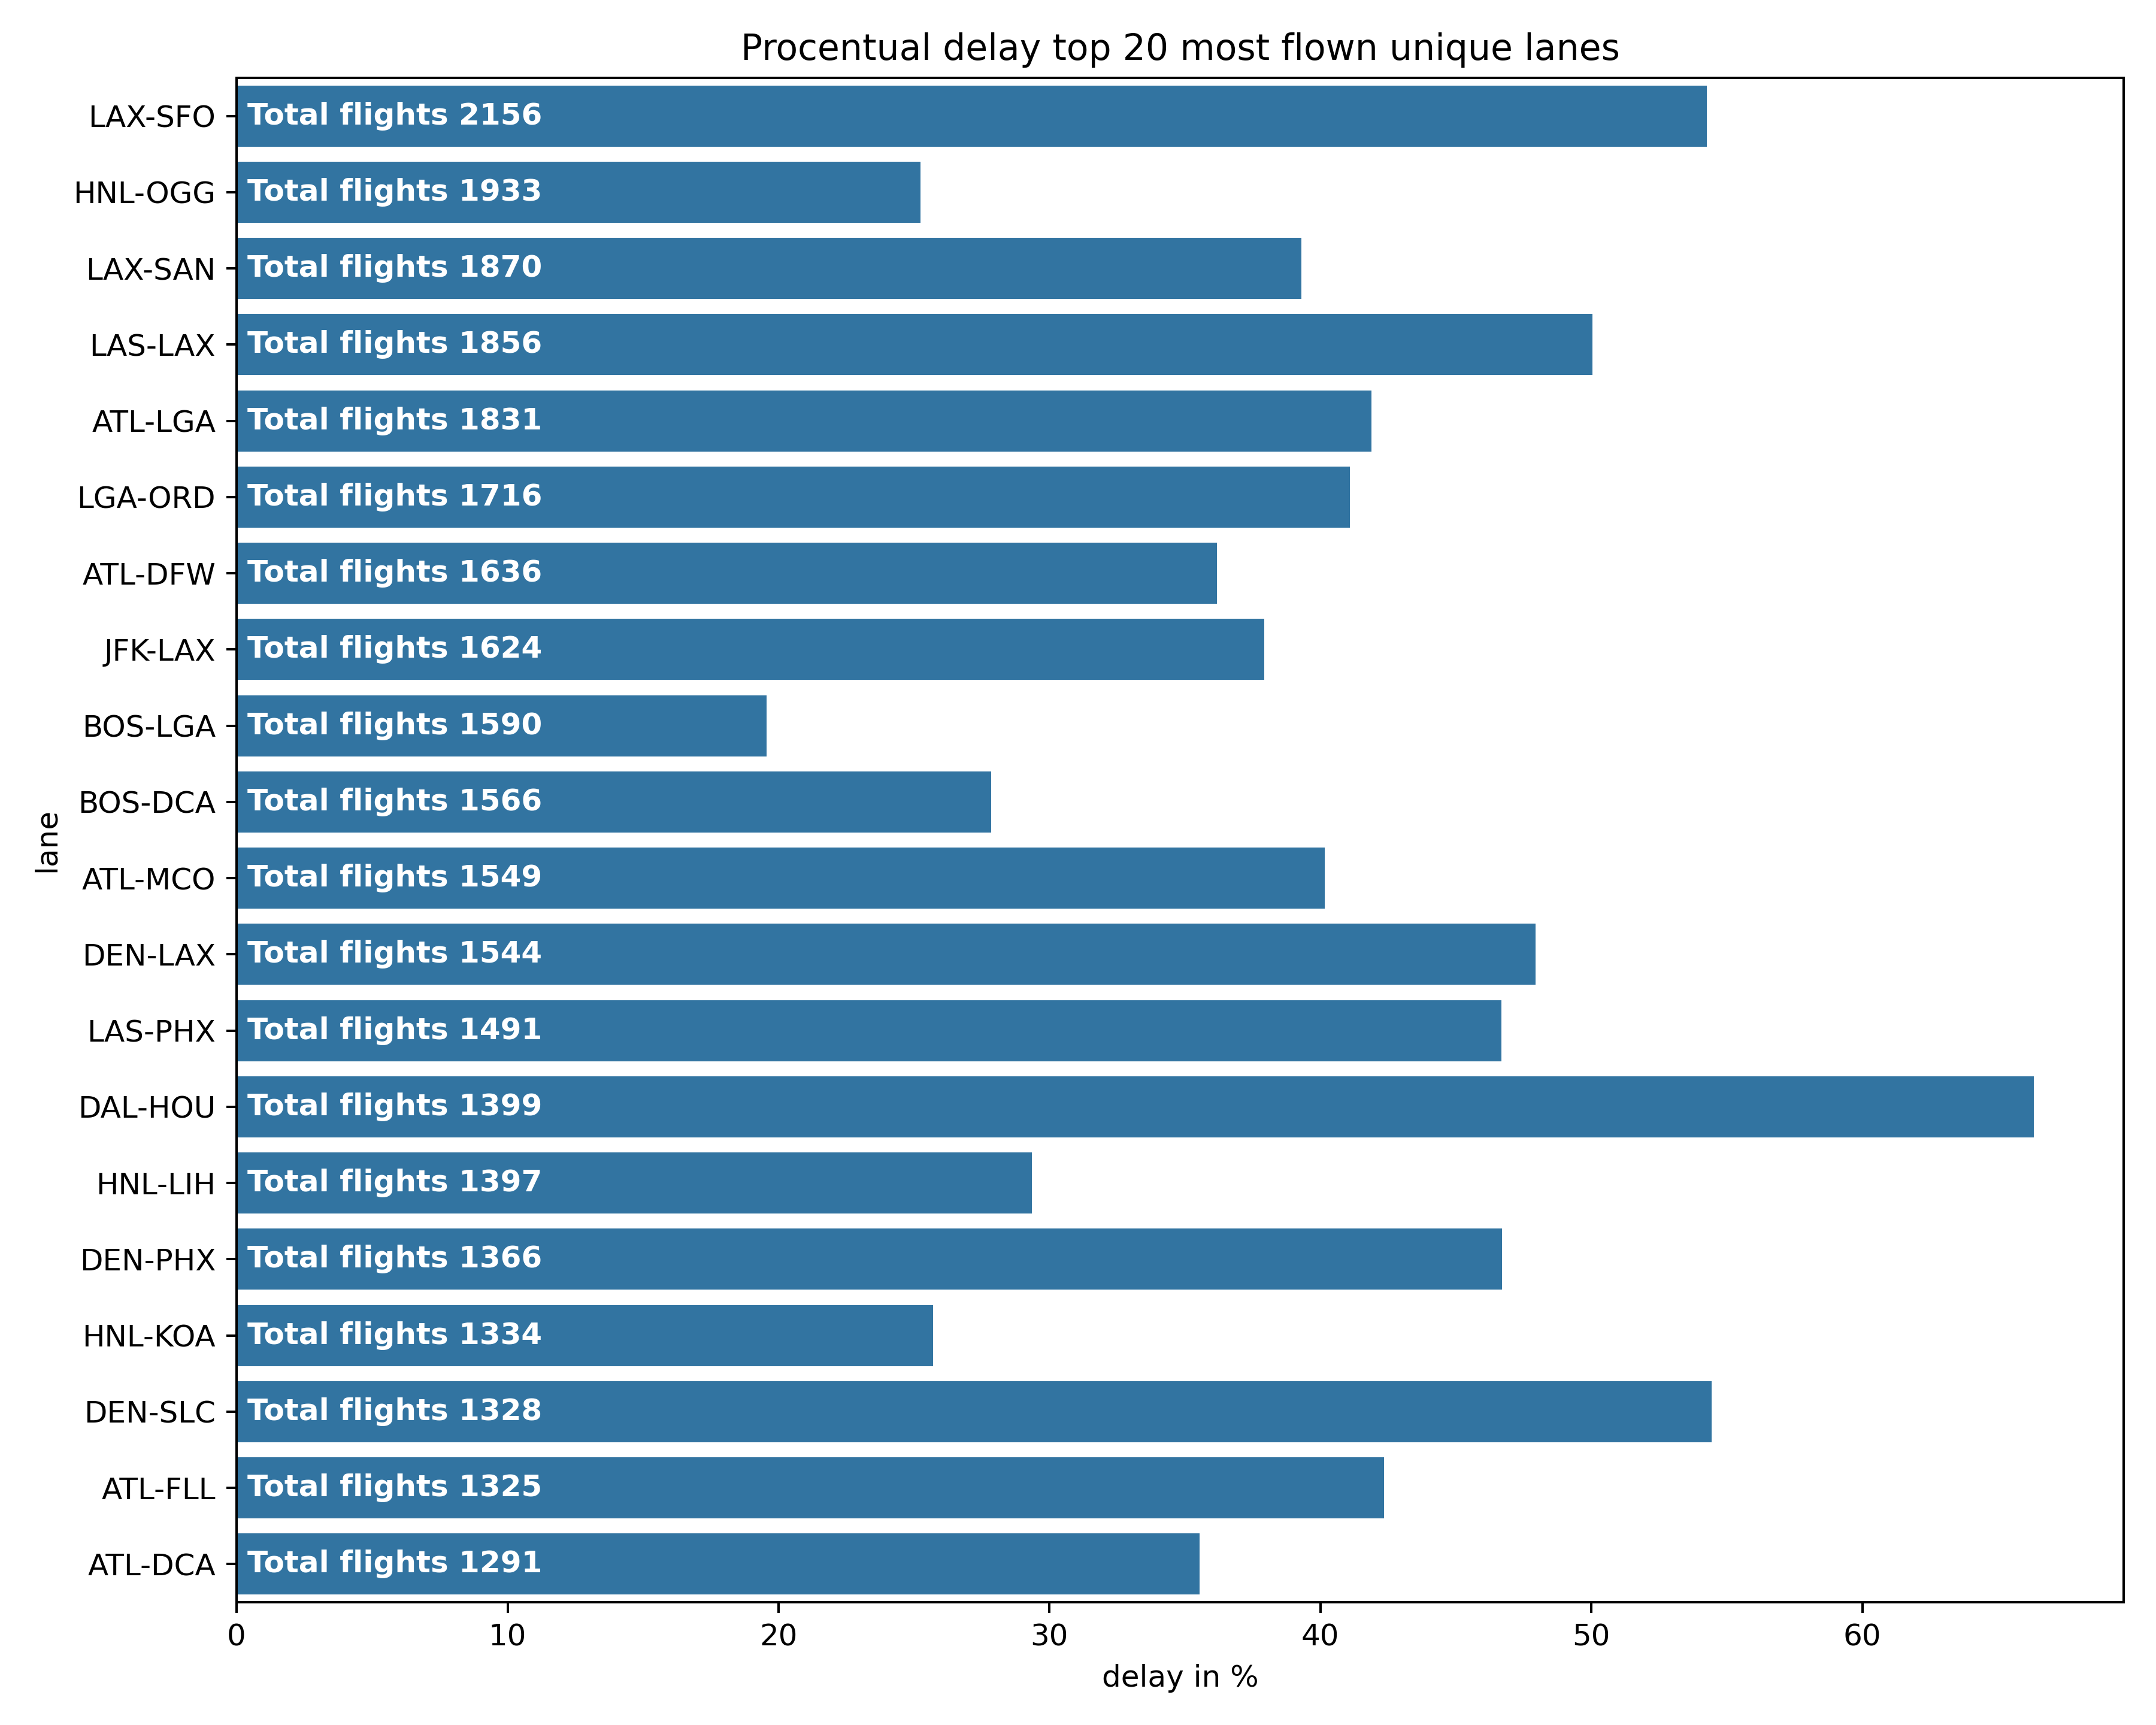 Procentual delay top 20 most flown unique lanes
LAX-SFO Total flights 2156
HNL-OGG Total flights 1933
LAX-SAN Total flights 1870
LAS-LAX Total flights 1856
ATL-LGA Total flights 1831
LGA-ORD Total flights 1716
ATL-DFW Total flights 1636
JFK-LAX Total flights 1624
BOS-LGA Total flights 1590
BOS-DCA Total flights 1566
ATL-MCO Total flights 1549
DEN-LAX Total flights 1544
LAS-PHX Total flights 1491
DAL-HOU Total flights 1399
HNL-LIH Total flights 1397
DEN-PHX Total flights 1366
HNL-KOA Total flights 1334
DEN-SLC Total flights 1328
ATL-FLL Total flights 1325
ATL-DCA Total flights 1291
lane
0 10 20 30 40 50 60
delay in %